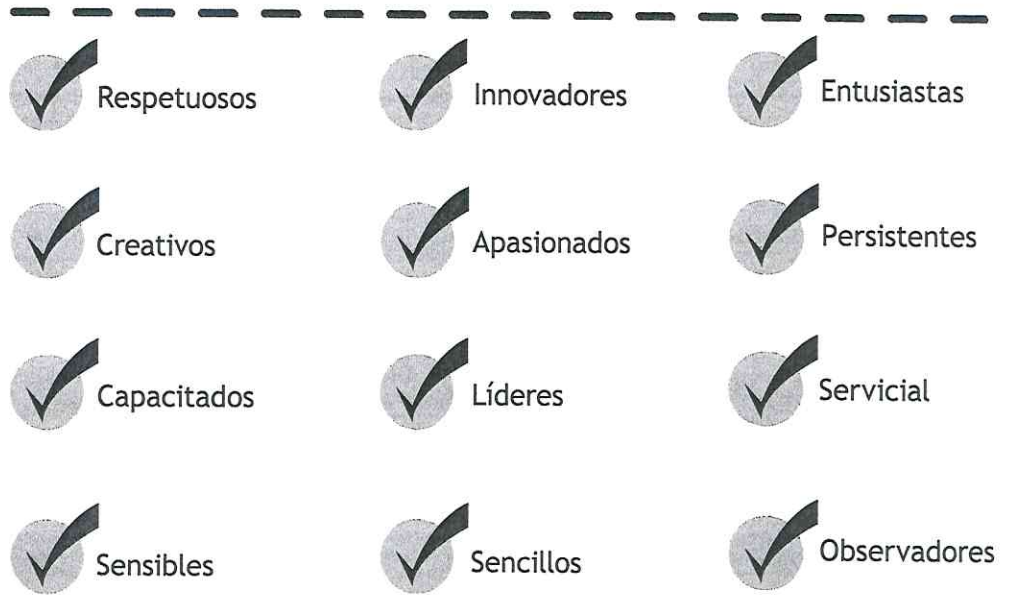 Respetuosos
Innovadores
Entusiastas
Creativos
Apasionados
Persistentes
Capacitados
Líderes
Servicial
Sensibles
Sencillos
Observadores